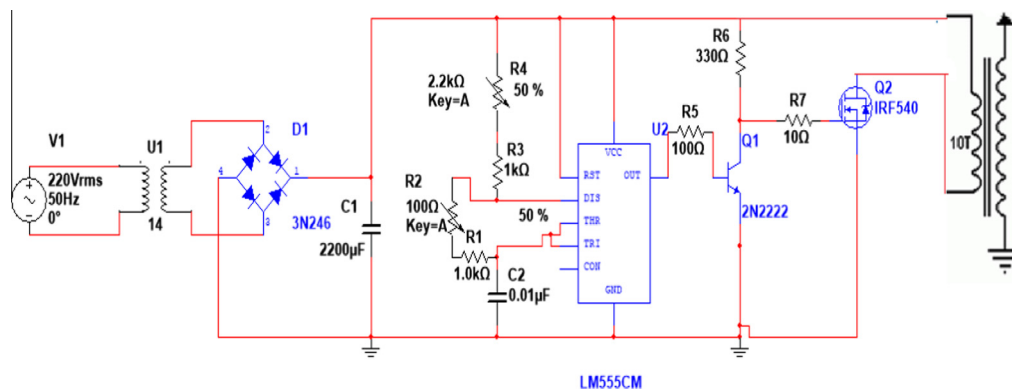 V1
220Vrms
50Hz
0°
U1
14
D1
2
4
1
3
3N246
C1
2200µF
2.2kΩ
Key=A
R4
50 %
R3
1kΩ
R2
100Ω
Key=A
50 %
R1
1.0kΩ
C2
0.01µF
U2
VCC
RST
OUT
DIS
THR
TRI
CON
GND
LM555CM
R5
100Ω
R6
330Ω
Q1
2N2222
R7
10Ω
Q2
IRF540
10T